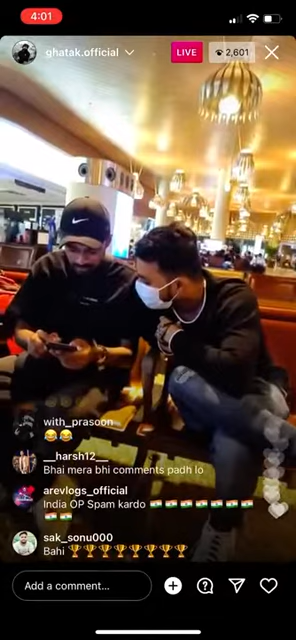 4:01
ghatak.official
LIVE
2,601
with_prasoon
😂😂
__harsh12__
Bhai mera bhi comments padh lo
arevlogs_official
India OP Spam kardo 🇮🇳🇮🇳🇮🇳🇮🇳🇮🇳🇮🇳🇮🇳
🇮🇳🇮🇳
sak_sonu000
Bahi 🏆🏆🏆🏆🏆🏆🏆🏆
Add a comment...